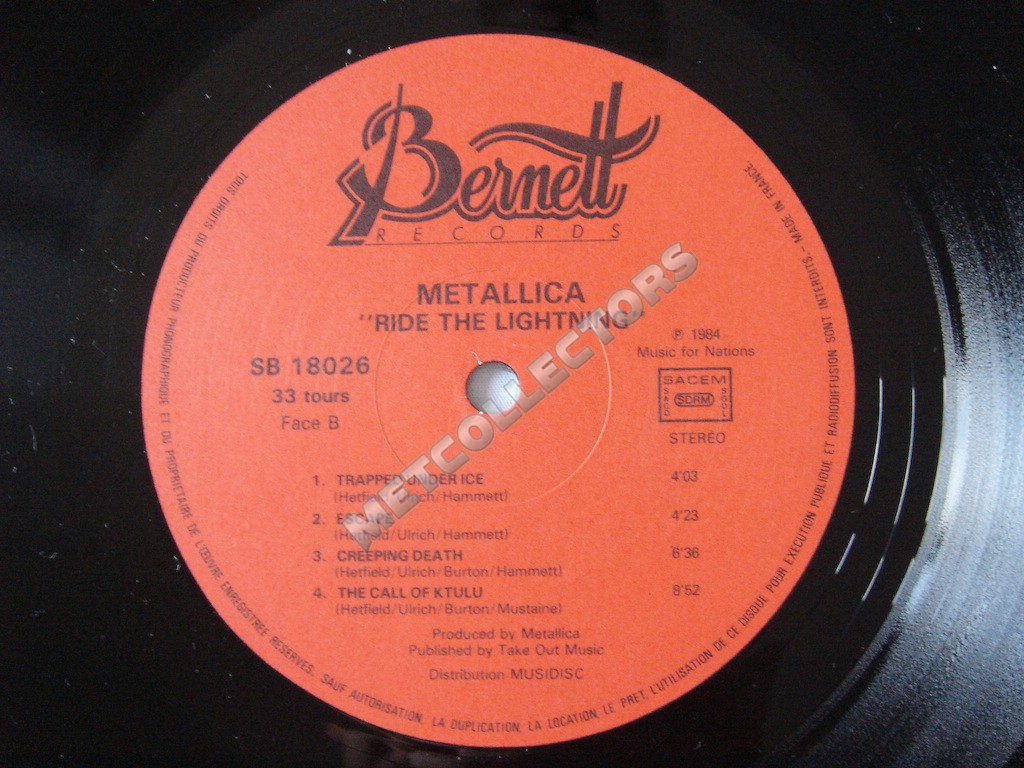 Bernett
RECORDS
METALLICA
"RIDE THE LIGHTNING
SB 18026
33 tours
Face B
℗ 1984
Music for Nations
SACEM
SACD
SDRM
SGDL
STEREO
1. TRAPPED UNDER ICE 4"03
(Hetfield/Ulrich/Hammett)
2. ESCAPE 4"23
(Hetfield/Ulrich/Hammett)
3. CREEPING DEATH 6'36
(Hetfield/Ulrich/Burton/Hammett)
4. THE CALL OF KTULU 8'52
(Hetfield/Ulrich/Burton/Mustaine)
Produced by Metallica
Published by Take Out Music
Distribution MUSIDISC
TOUS DROITS DU PRODUCTEUR PHONOGRAPHIQUE ET DU PROPRIETAIRE DE L'ŒUVRE ENREGISTREE RESERVES, SAUF AUTORISATION, LA DUPLICATION, LA LOCATION, LE PRET, L'UTILISATION DE CE DISQUE POUR EXECUTION PUBLIQUE ET RADIODIFFUSION SONT INTERDITS.- MADE IN FRANCE.
METCOLLECTORS